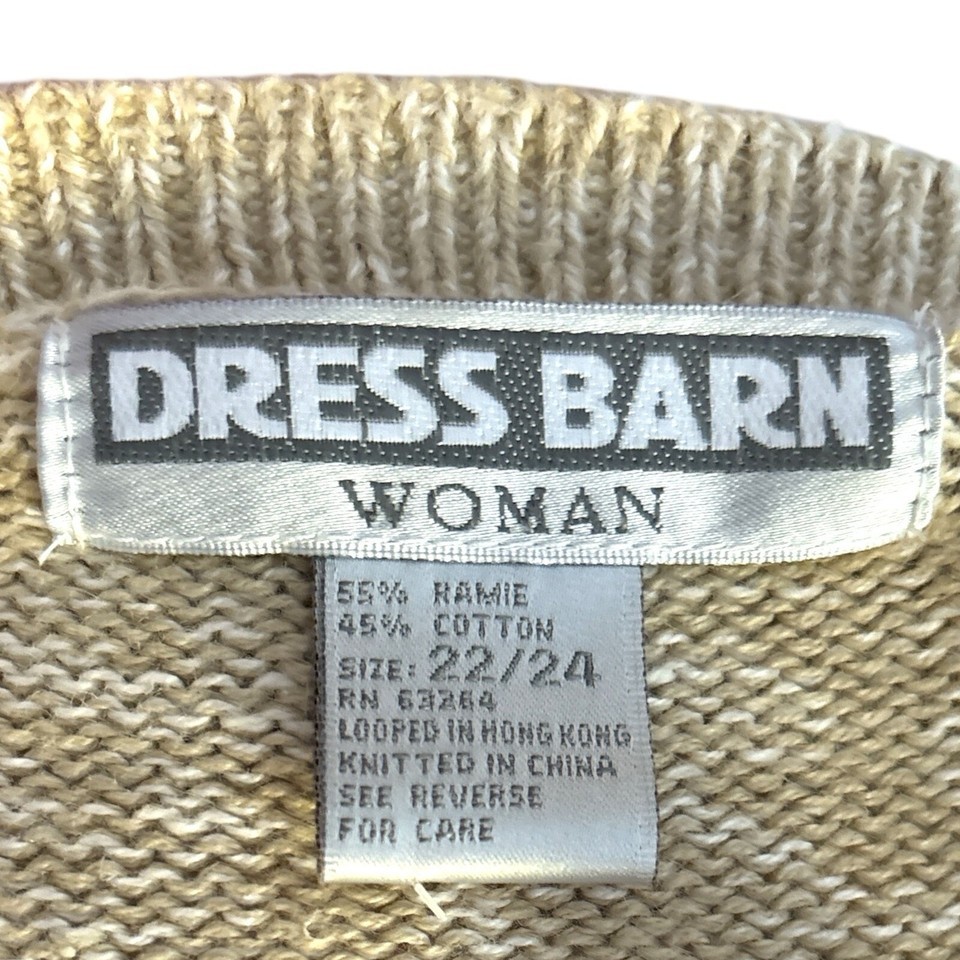 DRESS BARN
WOMAN
55% RAMIE
45% COTTON
SIZE: 22/24
RN 63264
LOOPED IN HONG KONG
KNITTED IN CHINA
SEE REVERSE
FOR CARE